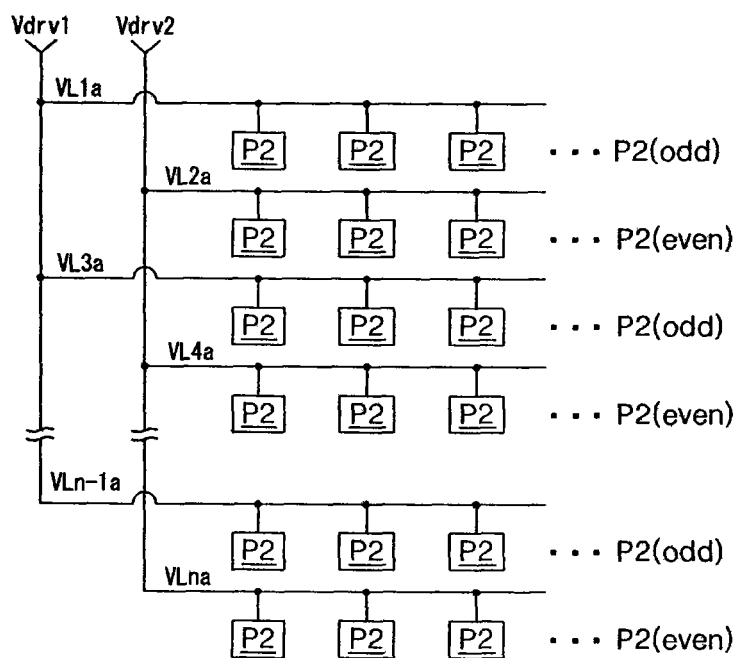 Vdrv1 Vdrv2
VL1a
P2 P2 P2 ··· P2(odd)
VL2a
P2 P2 P2 ··· P2(even)
VL3a
P2 P2 P2 ··· P2(odd)
VL4a
P2 P2 P2 ··· P2(even)
VLn-1a
P2 P2 P2 ··· P2(odd)
VLna
P2 P2 P2 ··· P2(even)